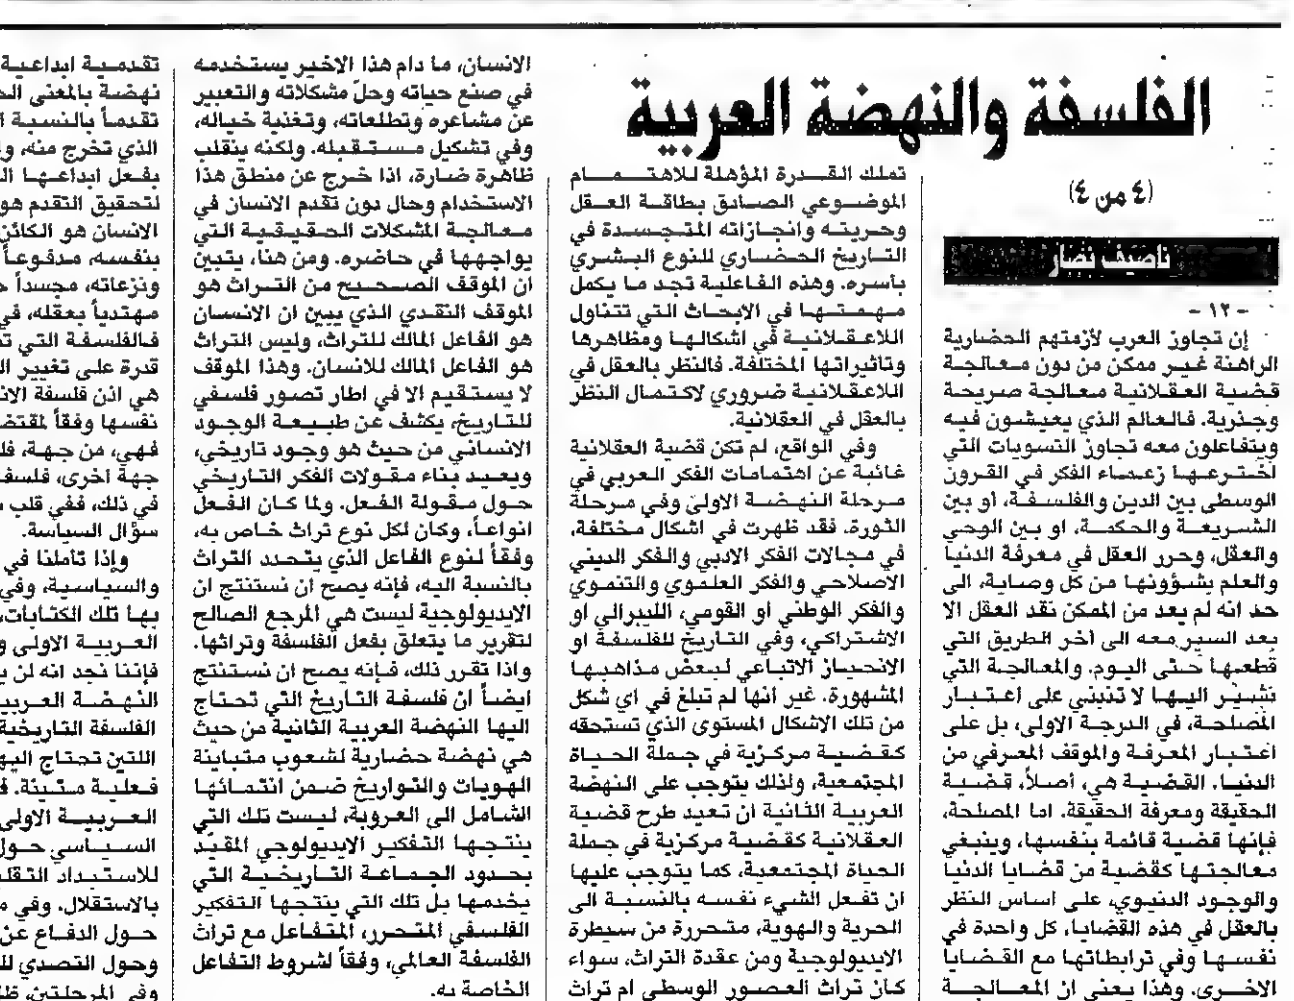 الفلسفة والنهضة العربية
(٤ من ٤)
ناصيف نصار
- ١٢ -
إن تجاوز العرب لأزمتهم الحضارية
الراهنة غير ممكن من دون معالجة
قضية العقلانية معالجة صريحة
وجذرية. فالعالم الذي يعيشون فيه
ويتفاعلون معه تجاوز التسويات التي
اخترعها زعماء الفكر في القرون
الوسطى بين الدين والفلسفة، او بين
الشريعة والحكمة، او بين الوحي
والعقل، وحرر العقل في معرفة الدنيا
والعلم بشؤونها من كل وصاية، الى
حد انه لم يعد من الممكن نقد العقل الا
بعد السير معه الى آخر الطريق التي
قطعها حتى اليوم. والمعالجة التي
نشير اليها لا تنبني على اعتبار
المصلحة، في الدرجة الاولى، بل على
اعتبار المعرفة والموقف المعرفي من
الدنيا. القضية هي، أصلاً، قضية
الحقيقة ومعرفة الحقيقة. اما المصلحة،
فإنها قضية قائمة بنفسها، وينبغي
معالجتها كقضية من قضايا الدنيا
والوجود الدنيوي، على اساس النظر
بالعقل في هذه القضايا، كل واحدة في
نفسها وفي ترابطاتها مع القضايا
الاخرى. وهذا يعني ان المعالجة
تملك القدرة المؤهلة للاهتمام
الموضوعي الصادق بطاقة العقل
وحريته وانجازاته المتجسدة في
التاريخ الحضاري للنوع البشري
بأسره. وهذه الفاعلية تجد ما يكمل
مهمتها في الابحاث التي تتناول
اللاعقلانية في اشكالها ومظاهرها
وتاثيراتها المختلفة. فالنظر بالعقل في
اللاعقلانية ضروري لاكتمال النظر
بالعقل في العقلانية.
وفي الواقع، لم تكن قضية العقلانية
غائبة عن اهتمامات الفكر العربي في
مرحلة النهضة الاولى وفي مرحلة
الثورة. فقد ظهرت في اشكال مختلفة،
في مجالات الفكر الادبي والفكر الديني
الاصلاحي والفكر العلموي والتنموي
والفكر الوطني او القومي، الليبرالي او
الاشتراكي، وفي التاريخ للفلسفة او
الانحياز الاتباعي لبعض مذاهبها
المشهورة. غير انها لم تبلغ في اي شكل
من تلك الاشكال المستوى الذي تستحقه
كقضية مركزية في جملة الحياة
المجتمعية، ولذلك يتوجب على النهضة
العربية الثانية ان تعيد طرح قضية
العقلانية كقضية مركزية في جملة
الحياة المجتمعية، كما يتوجب عليها
ان تفعل الشيء نفسه بالنسبة الى
الحرية والهوية، متحررة من سيطرة
الايديولوجية ومن عقدة التراث، سواء
كان تراث العصور الوسطى ام تراث
الانسان، ما دام هذا الاخير يستخدمه
في صنع حياته وحلّ مشكلاته والتعبير
عن مشاعره وتطلعاته، وتغذية خياله،
وفي تشكيل مستقبله. ولكنه ينقلب
ظاهرة ضارة، اذا خرج عن منطق هذا
الاستخدام وحال دون تقدم الانسان في
معالجة المشكلات الحقيقية التي
يواجهها في حاضره. ومن هنا، يتبين
ان الموقف الصحيح من التراث هو
الموقف النقدي الذي يبين ان الانسان
هو الفاعل المالك للتراث، وليس التراث
هو الفاعل المالك للانسان. وهذا الموقف
لا يستقيم الا في اطار تصور فلسفي
للتاريخ، يكشف عن طبيعة الوجود
الانساني من حيث هو وجود تاريخي،
ويعيد بناء مقولات الفكر التاريخي
حول مقولة الفعل. ولما كان الفعل
انواعاً، وكان لكل نوع تراث خاص به،
وفقاً لنوع الفاعل الذي يتحدد التراث
بالنسبة اليه، فإنه يصح ان نستنتج ان
الايديولوجية ليست هي المرجع الصالح
لتقرير ما يتعلق بفعل الفلسفة وتراثها.
واذا تقرر ذلك، فإنه يصح ان نستنتج
ايضاً ان فلسفة التاريخ التي تحتاج
اليها النهضة العربية الثانية من حيث
هي نهضة حضارية لشعوب متباينة
الهويات والتواريخ ضمن انتمائها
الشامل الى العروبة، ليست تلك التي
ينتجها التفكير الايديولوجي المقيّد
بحدود الجماعة التاريخية التي
يخدمها بل تلك التي ينتجها التفكير
الفلسفي المتحرر، المتفاعل مع تراث
الفلسفة العالمي، وفقاً لشروط التفاعل
الخاصة به.
تقدمية ابداعية
نهضة بالمعنى
تقدماً بالنسبة
الذي تخرج منه،
بفعل ابداعها
لتحقيق التقدم هو
الانسان هو الكائن
بنفسه، مدفوعاً
ونزعاته، مجسداً
مهتدياً بعقله، في
فالفلسفة التي
قدرة على تغيير
هي اذن فلسفة
نفسها وفقاً
فهي، من جهة،
جهة اخرى،
في ذلك، ففي قلب
سؤال السياسة.
وإذا تأملنا في
والسياسية، وفي
بها تلك الكتابات،
العربية الاولى
فإننا نجد انه لن
النهضة
الفلسفة التاريخية
اللتين تحتاج
فعلية متينة.
العربية الاولى
السياسي حول
للاستبداد
بالاستقلال. وفي
حول الدفاع عن
وحول التصدي
وفي المرحلتين،